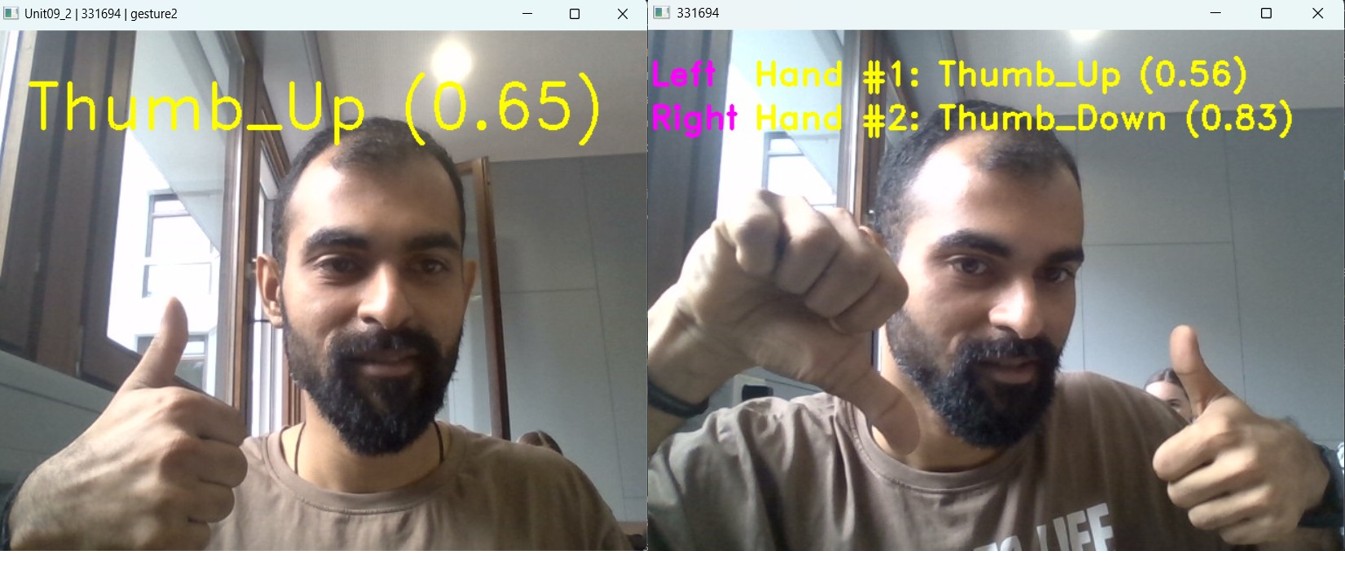 Unit09_2 | 331694 | gesture2
Thumb_Up (0.65)
331694
Left Hand #1: Thumb_Up (0.56)
Right Hand #2: Thumb_Down (0.83)
LIFE